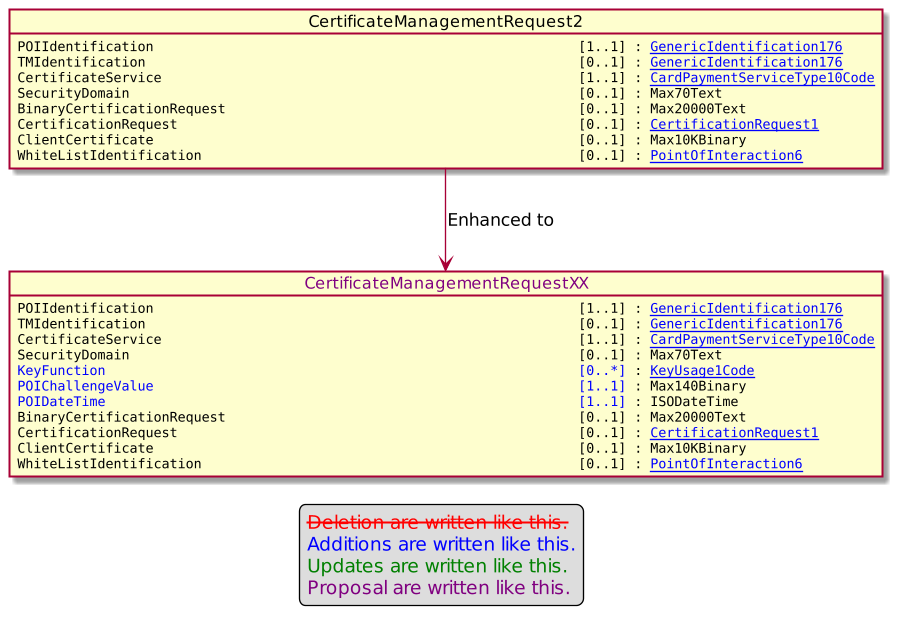 CertificateManagementRequest2
POIIdentification [1..1] : GenericIdentification176
TMIdentification [0..1] : GenericIdentification176
CertificateService [1..1] : CardPaymentServiceType10Code
SecurityDomain [0..1] : Max70Text
BinaryCertificationRequest [0..1] : Max20000Text
CertificationRequest [0..1] : CertificationRequest1
ClientCertificate [0..1] : Max10KBinary
WhiteListIdentification [0..1] : PointOfInteraction6
Enhanced to
CertificateManagementRequestXX
POIIdentification [1..1] : GenericIdentification176
TMIdentification [0..1] : GenericIdentification176
CertificateService [1..1] : CardPaymentServiceType10Code
SecurityDomain [0..1] : Max70Text
KeyFunction [0..*] : KeyUsage1Code
POIChallengeValue [1..1] : Max140Binary
POIDateTime [1..1] : ISODateTime
BinaryCertificationRequest [0..1] : Max20000Text
CertificationRequest [0..1] : CertificationRequest1
ClientCertificate [0..1] : Max10KBinary
WhiteListIdentification [0..1] : PointOfInteraction6
Deletion are written like this.
Additions are written like this.
Updates are written like this.
Proposal are written like this.